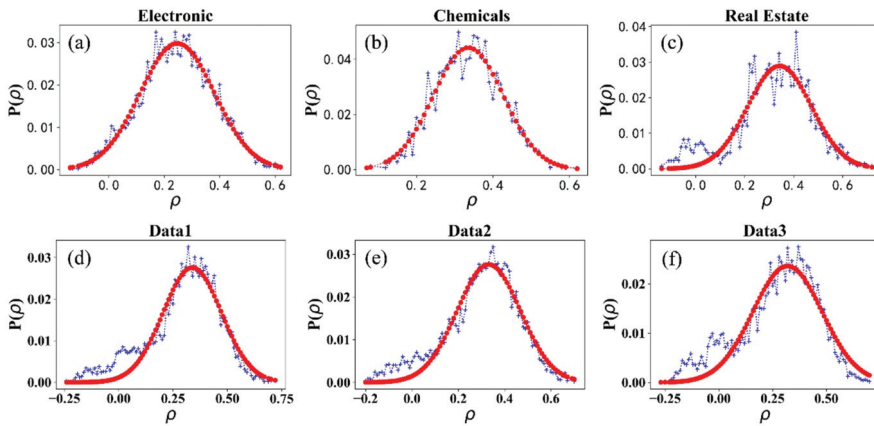 Electronic Chemicals Real Estate
(a) (b) (c)
P(ρ) P(ρ) P(ρ)
0.03 0.04 0.04
0.02 0.02 0.03
0.01 0.00 0.02
0.00 0.01
0.00
0.0 0.2 0.4 0.6 0.2 0.4 0.6 0.0 0.2 0.4 0.6
ρ ρ ρ
Data1 Data2 Data3
(d) (e) (f)
P(ρ) P(ρ) P(ρ)
0.03 0.03 0.02
0.02 0.02 0.01
0.01 0.01 0.00
0.00 0.00
−0.25 0.00 0.25 0.50 0.75 −0.2 0.0 0.2 0.4 0.6 −0.25 0.00 0.25 0.50
ρ ρ ρ